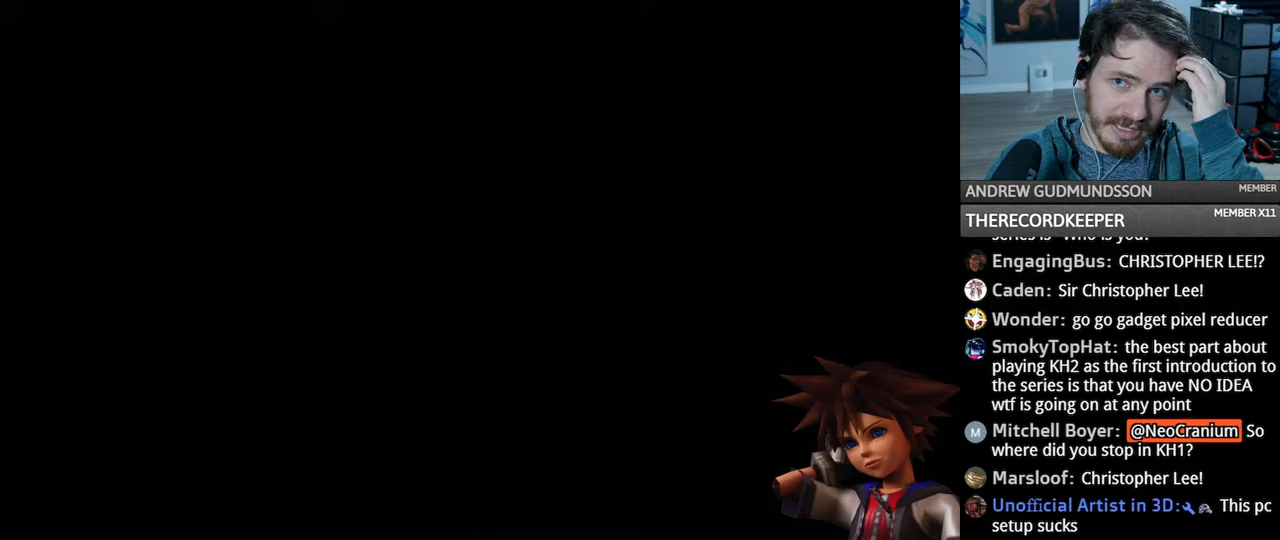 ANDREW GUDMUNDSSON MEMBER
THERECORDKEEPER MEMBER X11
EngagingBus: CHRISTOPHER LEE!?
Caden: Sir Christopher Lee!
Wonder: go go gadget pixel reducer
SmokyTopHat: the best part about
playing KH2 as the first introduction to
the series is that you have NO IDEA
wtf is going on at any point
Mitchell Boyer: @NeoCranium So
where did you stop in KH1?
Marsloof: Christopher Lee!
Unofficial Artist in 3D: This pc
setup sucks